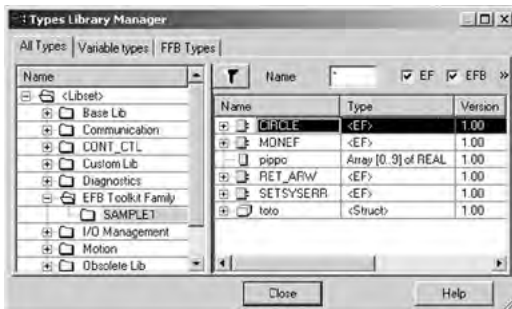 Types Library Manager
All Types Variable types EFB Types
Name
<Libset>
Base Lib
Communication
CONT_CTL
Custom Lib
Diagnostics
EFB Toolkit Family
SAMPLE1
I/O Management
Motion
Obsolete Lib
Name * EF EFB »
Name Type Version
CIRCLE <EF> 1.00
MONEF <EF> 1.00
pippo Array [0..9] of REAL 1.00
RET_ARW <EF> 1.00
SETSYSERR <EF> 1.00
toto <Struct> 1.00
Close Help